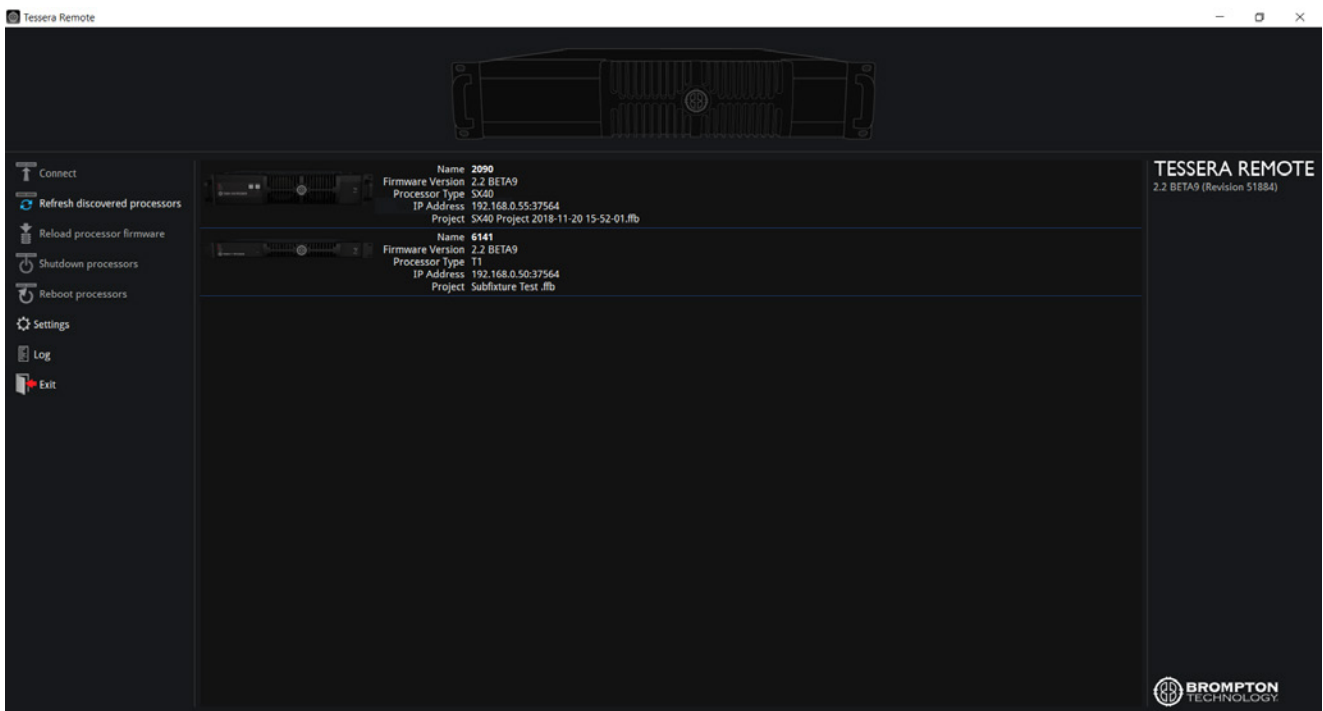 Tessera Remote
Connect
Refresh discovered processors
Reload processor firmware
Shutdown processors
Reboot processors
Settings
Log
Exit
Name 2090
Firmware Version 2.2 BETA9
Processor Type SX40
IP Address 192.168.0.55:37564
Project SX40 Project 2018-11-20 15-52-01.ffb
Name 6141
Firmware Version 2.2 BETA9
Processor Type T1
IP Address 192.168.0.50:37564
Project Subfixture Test .ffb
TESSERA REMOTE
2.2 BETA9 (Revision 51884)
BROMPTON
TECHNOLOGY